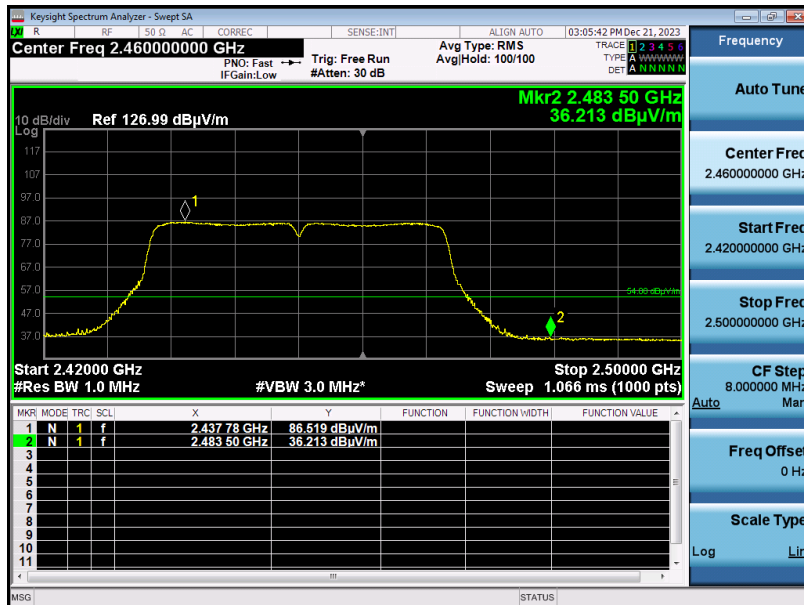 Keysight Spectrum Analyzer - Swept SA
LXI R RF 50 Ω AC CORREC SENSE:INT ALIGN AUTO 03:05:42 PM Dec 21, 2023
Center Freq 2.460000000 GHz
PNO: Fast
IFGain:Low
Trig: Free Run
#Atten: 30 dB
Avg Type: RMS
Avg|Hold: 100/100
TRACE 1 2 3 4 5 6
TYPE A WWWWW
DET A N N N N N
Mkr2 2.483 50 GHz
36.213 dBµV/m
10 dB/div Ref 126.99 dBµV/m
Log
117
107
97.0
87.0
77.0
67.0
57.0
47.0
37.0
1
54.00 dBµV/m
2
Start 2.42000 GHz Stop 2.50000 GHz
#Res BW 1.0 MHz #VBW 3.0 MHz* Sweep 1.066 ms (1000 pts)
MKR MODE TRC SCL X Y FUNCTION FUNCTION WIDTH FUNCTION VALUE
1 N 1 f 2.437 78 GHz 86.519 dBµV/m
2 N 1 f 2.483 50 GHz 36.213 dBµV/m
3
4
5
6
7
8
9
10
11
MSG STATUS
Frequency
Auto Tune
Center Freq
2.460000000 GHz
Start Freq
2.420000000 GHz
Stop Freq
2.500000000 GHz
CF Step
8.000000 MHz
Auto Man
Freq Offset
0 Hz
Scale Type
Log Lin